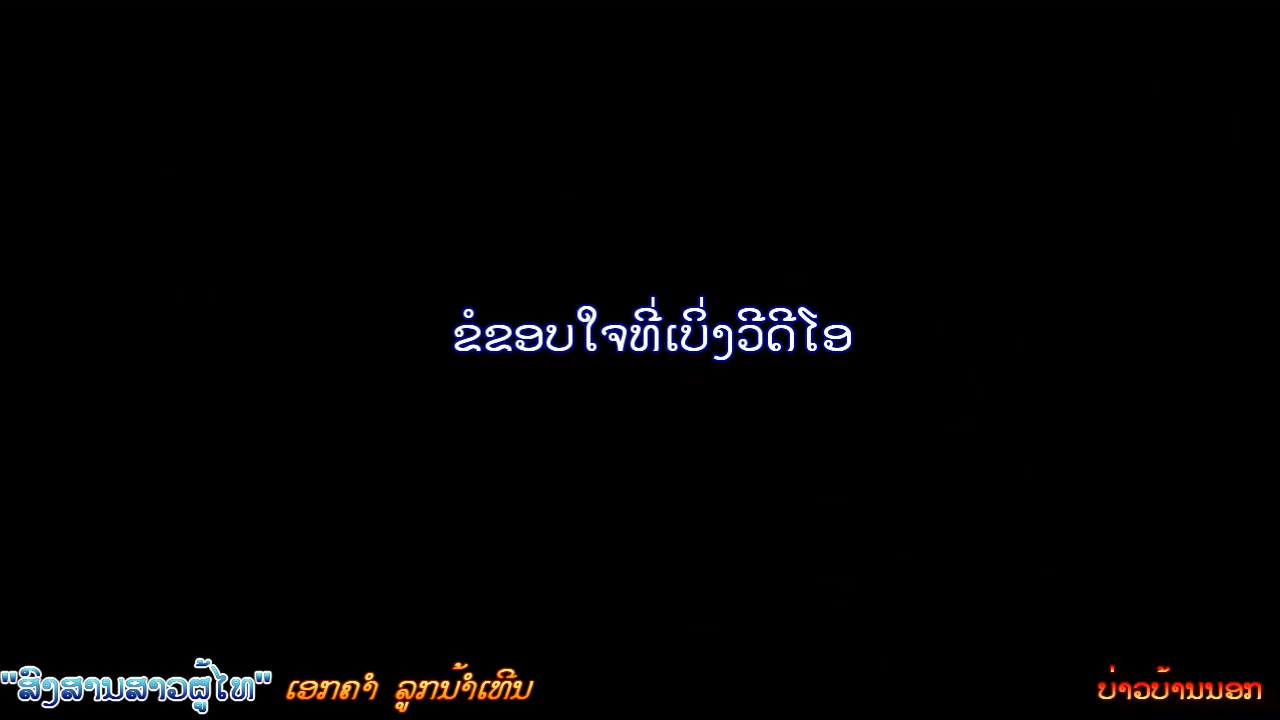 ຂໍຂອບໃຈທີ່ເບິ່ງວີດີໂອ
"ສົງສານສາວຜູ້ໄທ" ເອກຄຳ ລູກນ້ຳເທີນ
ບ່າວບ້ານນອກ